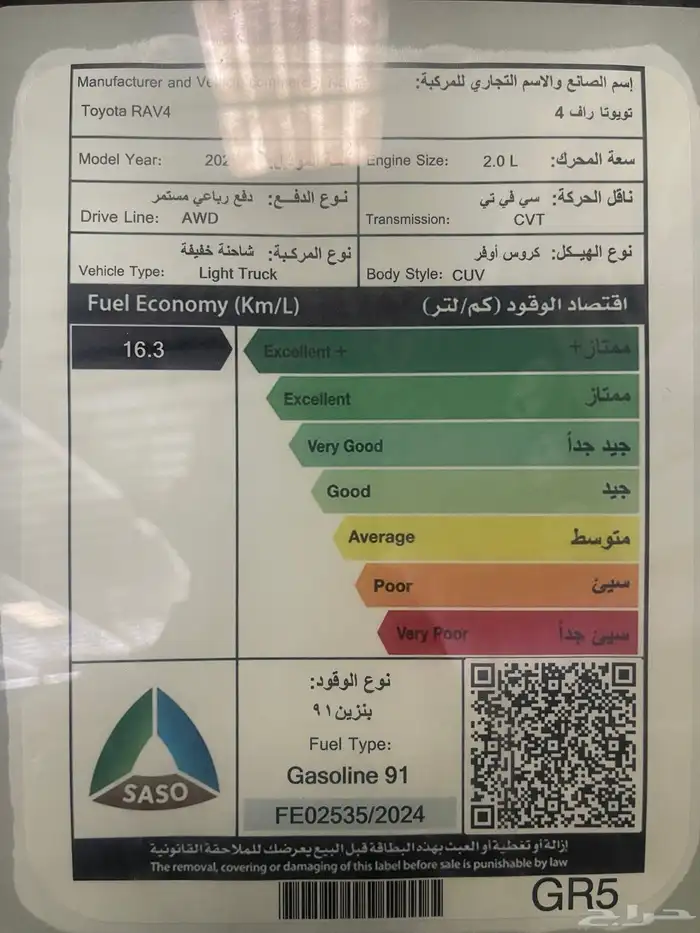 Manufacturer and إسم الصانع والاسم التجاري للمركبة:
Toyota RAV4 تويوتا راف 4
Model Year: 202
Engine Size: 2.0 L سعة المحرك:
نوع الدفع: دفع رباعي مستمر
Drive Line: AWD
ناقل الحركة: سي في تي
Transmission: CVT
نوع المركبة: شاحنة خفيفة
Vehicle Type: Light Truck
نوع الهيكل: كروس أوفر
Body Style: CUV
Fuel Economy (Km/L) اقتصاد الوقود (كم/لتر)
16.3
Excellent + ممتاز+
Excellent ممتاز
Very Good جيد جداً
Good جيد
Average متوسط
Poor سيئ
Very Poor سيئ جداً
نوع الوقود:
بنزين ٩١
Fuel Type:
Gasoline 91
FE02535/2024
SASO
إزالة أو تغطية أو العبث بهذه البطاقة قبل البيع يعرضك للملاحقة القانونية
The removal, covering or damaging of this label before sale is punishable by law
GR5
حراج